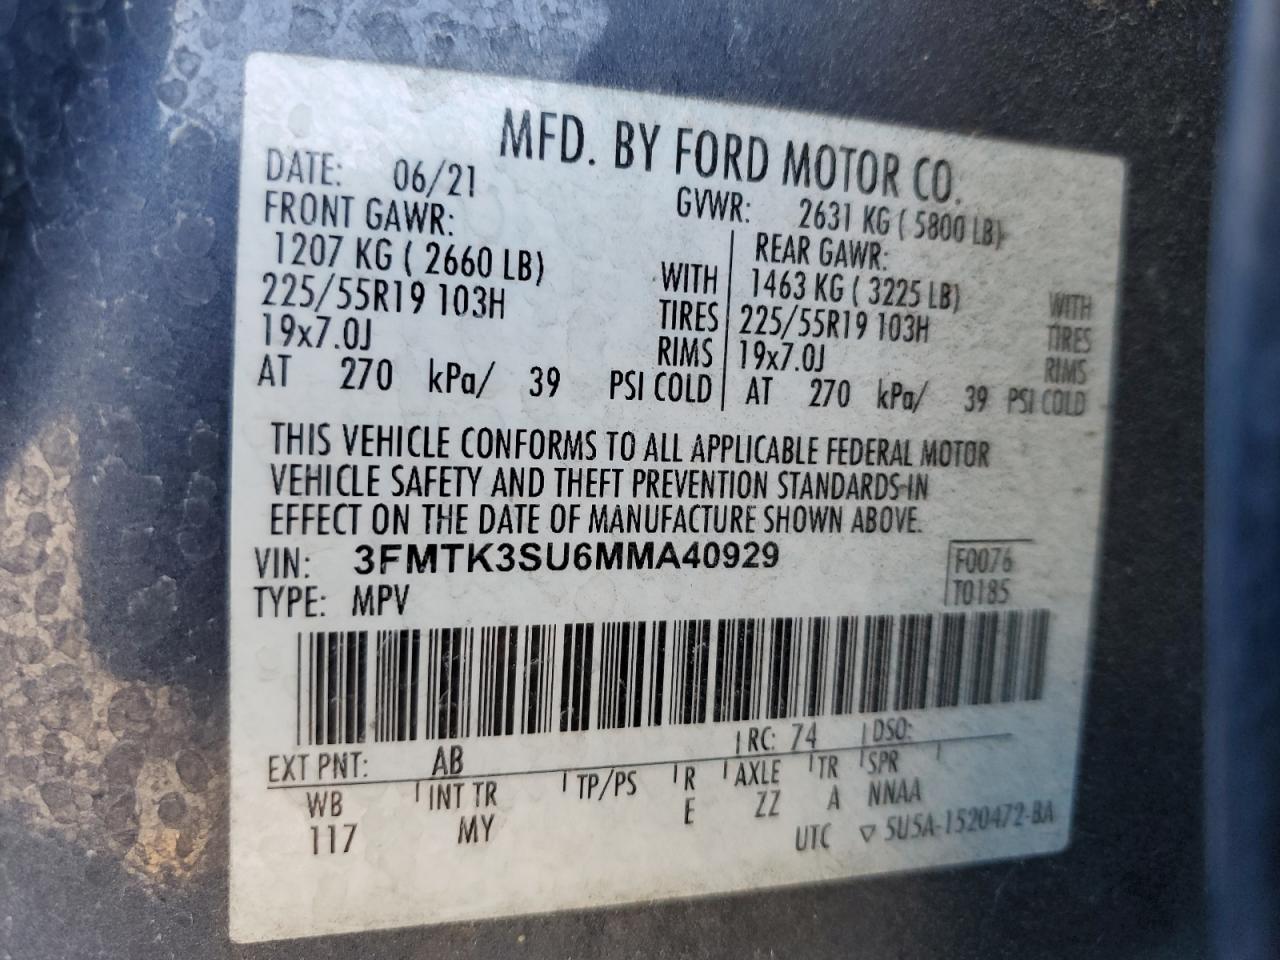 MFD. BY FORD MOTOR CO.
DATE: 06/21 GVWR: 2631 KG ( 5800 LB)
FRONT GAWR: REAR GAWR:
1207 KG ( 2660 LB) WITH 1463 KG ( 3225 LB) WITH
225/55R19 103H TIRES 225/55R19 103H TIRES
19x7.0J RIMS 19x7.0J RIMS
AT 270 kPa/ 39 PSI COLD AT 270 kPa/ 39 PSI COLD
THIS VEHICLE CONFORMS TO ALL APPLICABLE FEDERAL MOTOR
VEHICLE SAFETY AND THEFT PREVENTION STANDARDS IN
EFFECT ON THE DATE OF MANUFACTURE SHOWN ABOVE.
VIN: 3FMTK3SU6MMA40929 F0076
TYPE: MPV T0185
EXT PNT: AB RC: 74 DSO:
WB INT TR TP/PS R AXLE TR SPR
117 MY E ZZ A NNAA
UTC ▽ 5U5A-1520472-BA